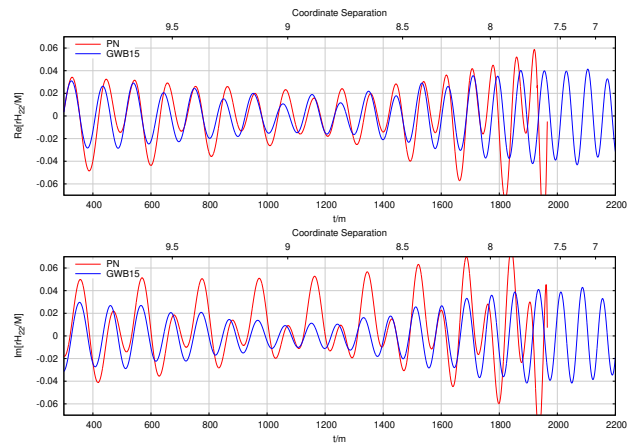 Coordinate Separation
9.5 9 8.5 8 7.5 7
Re[rH22/M]
0.06
0.04
0.02
0
-0.02
-0.04
-0.06
PN
GWB15
400 600 800 1000 1200 1400 1600 1800 2000 2200
t/m
Coordinate Separation
9.5 9 8.5 8 7.5 7
Im[rH22/M]
0.06
0.04
0.02
0
-0.02
-0.04
-0.06
PN
GWB15
400 600 800 1000 1200 1400 1600 1800 2000 2200
t/m